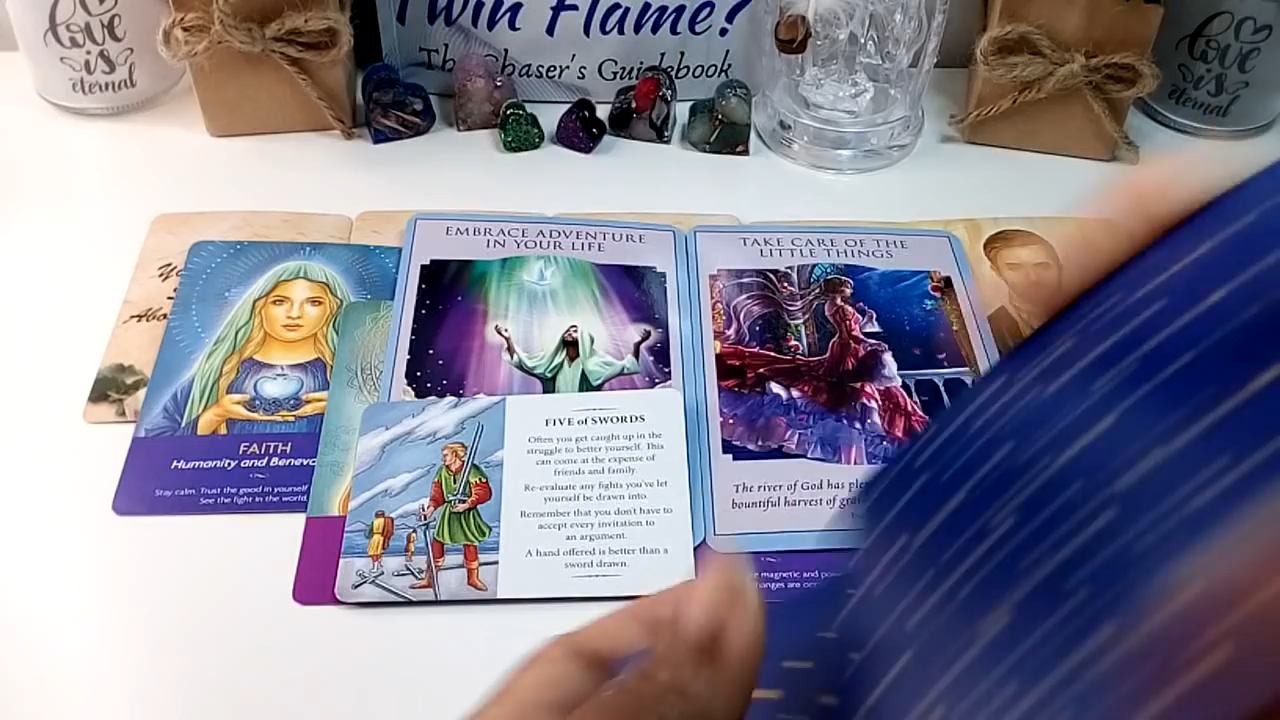 love
is
eternal
Twin Flame?
The Chaser's Guidebook
love
is
eternal
EMBRACE ADVENTURE
IN YOUR LIFE
TAKE CARE OF THE
LITTLE THINGS
FAITH
Humanity and
Stay calm. Trust the good in yourself
See the light in the world.
FIVE of SWORDS
Often you get caught up in the
struggle to better yourself. This
can come at the expense of
friends and family.
Re-evaluate any fights you've let
yourself be drawn into.
Remember that you don't have to
accept every invitation to
an argument.
A hand offered is better than a
sword drawn.
The river of God has
bountiful harvest of
magnetic and